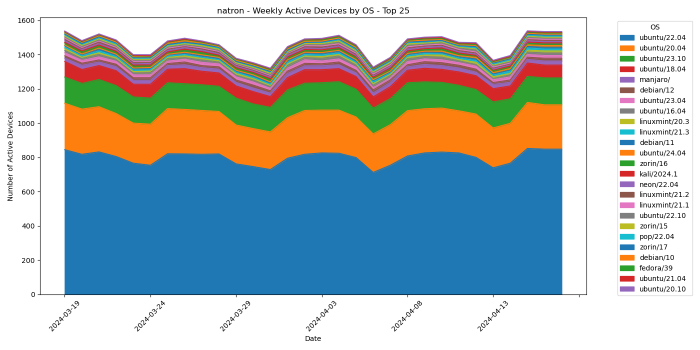 natron - Weekly Active Devices by OS - Top 25
Number of Active Devices
1600
1400
1200
1000
800
600
400
200
0
2024-03-19
2024-03-24
2024-03-29
2024-04-03
2024-04-08
2024-04-13
Date
OS
ubuntu/22.04
ubuntu/20.04
ubuntu/23.10
ubuntu/18.04
manjaro/
debian/12
ubuntu/23.04
ubuntu/16.04
linuxmint/20.3
linuxmint/21.3
debian/11
ubuntu/24.04
zorin/16
kali/2024.1
neon/22.04
linuxmint/21.2
linuxmint/21.1
ubuntu/22.10
zorin/15
pop/22.04
zorin/17
debian/10
fedora/39
ubuntu/21.04
ubuntu/20.10